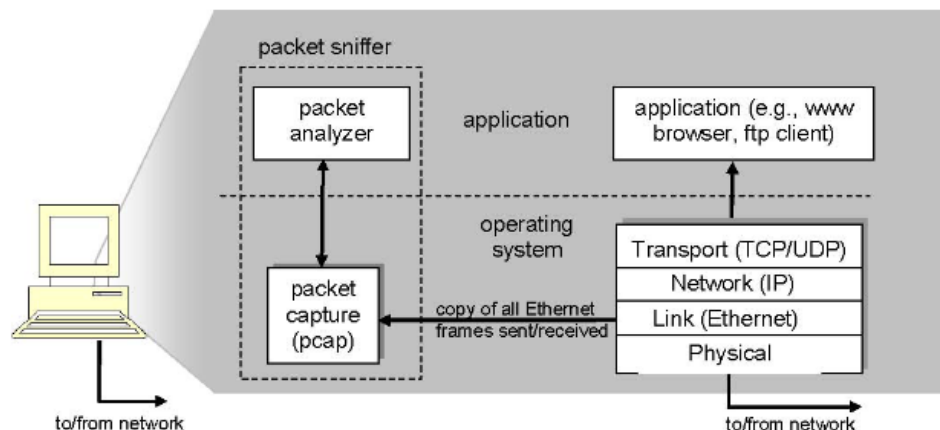 packet sniffer
packet
analyzer
application
application (e.g., www
browser, ftp client)
operating
system
packet
capture
(pcap)
copy of all Ethernet
frames sent/received
Transport (TCP/UDP)
Network (IP)
Link (Ethernet)
Physical
to/from network
to/from network